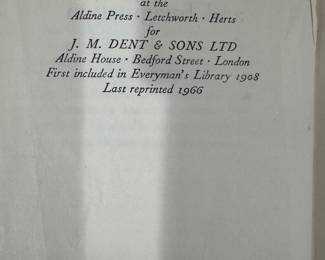 at the
Aldine Press · Letchworth · Herts
for
J. M. DENT & SONS LTD
Aldine House · Bedford Street · London
First included in Everyman's Library 1908
Last reprinted 1966